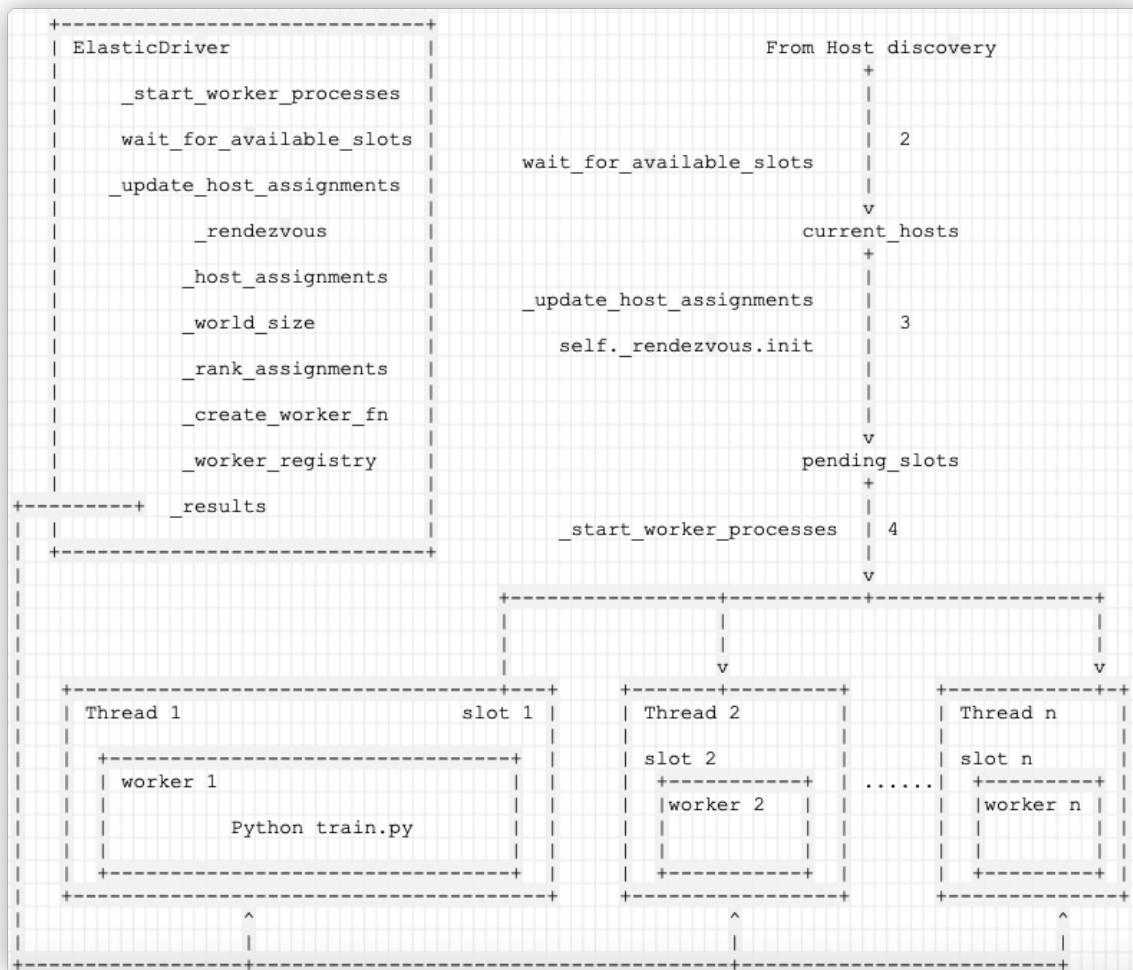 ElasticDriver
_start_worker_processes
wait_for_available_slots
_update_host_assignments
_rendezvous
_host_assignments
_world_size
_rank_assignments
_create_worker_fn
_worker_registry
_results
From Host discovery
2
wait_for_available_slots
current_hosts
_update_host_assignments
3
self._rendezvous.init
pending_slots
_start_worker_processes
4
Thread 1 slot 1
worker 1
Python train.py
Thread 2
slot 2
worker 2
......
Thread n
slot n
worker n